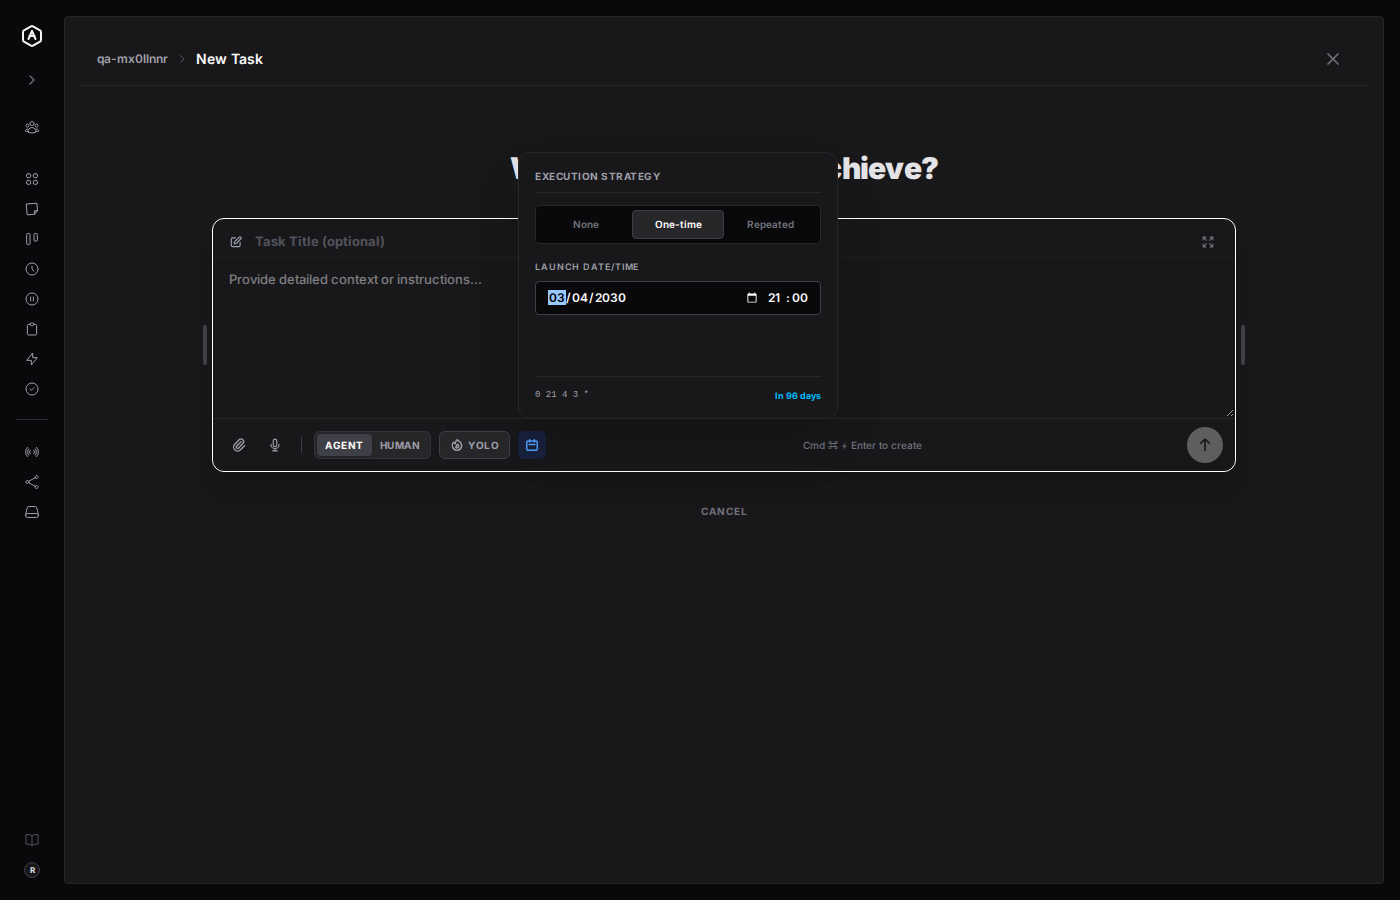 qa-mx0llnnr
New Task
chieve?
EXECUTION STRATEGY
None
One-time
Repeated
Task Title (optional)
LAUNCH DATE/TIME
Provide detailed context or instructions...
03/04/2030
21:00
0 21 4 3 *
In 96 days
AGENT
HUMAN
YOLO
Cmd ⌘ + Enter to create
CANCEL
R